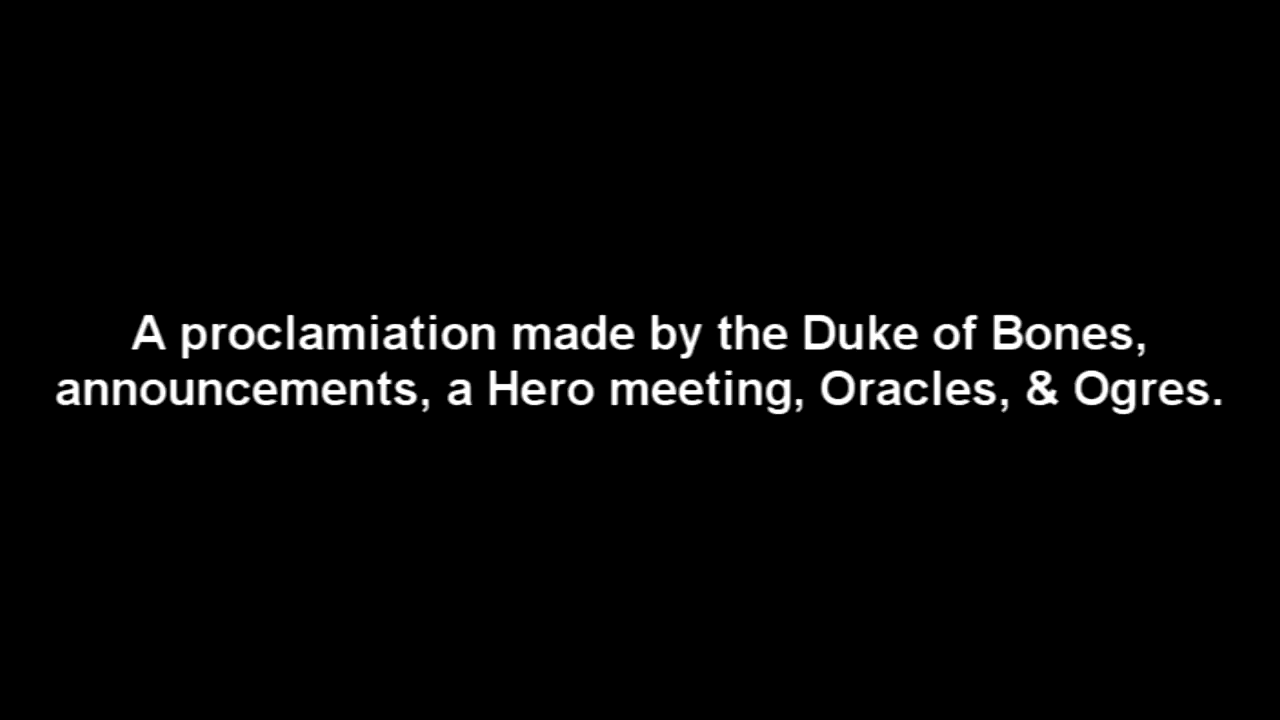 A proclamiation made by the Duke of Bones,
announcements, a Hero meeting, Oracles, & Ogres.